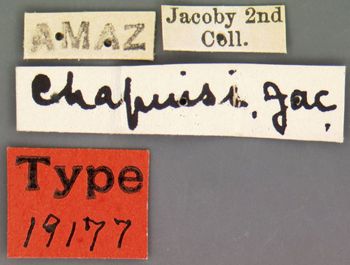 AMAZ
Jacoby 2nd
Coll.
Chapuisi. Jac.
Type
19177